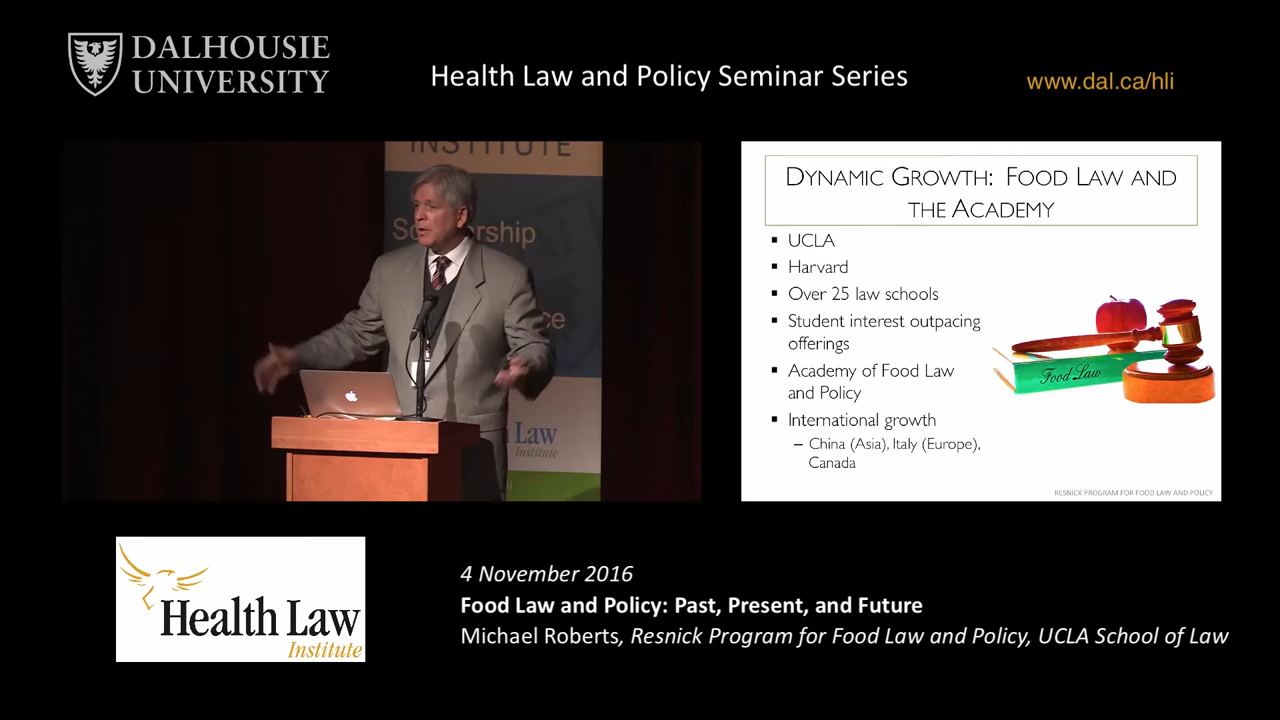 DALHOUSIE
UNIVERSITY
Health Law and Policy Seminar Series
www.dal.ca/hli
INSTITUTE
Law
Institute
DYNAMIC GROWTH: FOOD LAW AND
THE ACADEMY
▪ UCLA
▪ Harvard
▪ Over 25 law schools
▪ Student interest outpacing
offerings
▪ Academy of Food Law
and Policy
▪ International growth
– China (Asia), Italy (Europe),
Canada
Food Law
RESNICK PROGRAM FOR FOOD LAW AND POLICY
Health Law
Institute
4 November 2016
Food Law and Policy: Past, Present, and Future
Michael Roberts, Resnick Program for Food Law and Policy, UCLA School of Law